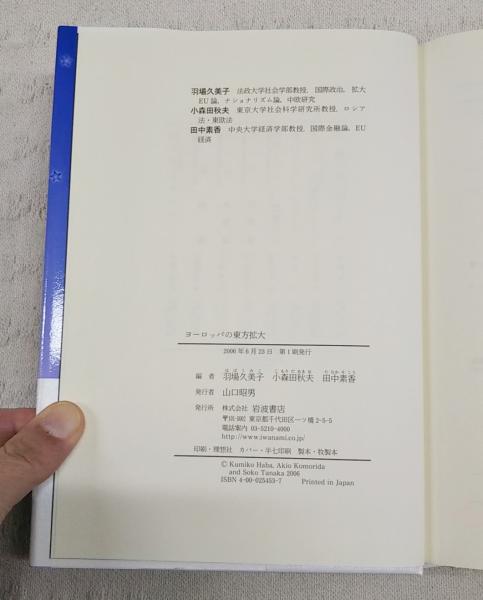 羽場久美子 法政大学社会学部教授．国際政治，拡大
EU論，ナショナリズム論，中欧研究
小森田秋夫 東京大学社会科学研究所教授．ロシア
法・東欧法
田中素香 中央大学経済学部教授．国際金融論，EU
経済
ヨーロッパの東方拡大
2006年6月23日 第1刷発行
編者 羽場久美子 小森田秋夫 田中素香
発行者 山口昭男
発行所 株式会社 岩波書店
〒101-8002 東京都千代田区一ツ橋2-5-5
電話案内 03-5210-4000
http://www.iwanami.co.jp/
印刷・理想社 カバー・半七印刷 製本・牧製本
© Kumiko Haba, Akio Komorida
and Soko Tanaka 2006
ISBN 4-00-025453-7 Printed in Japan